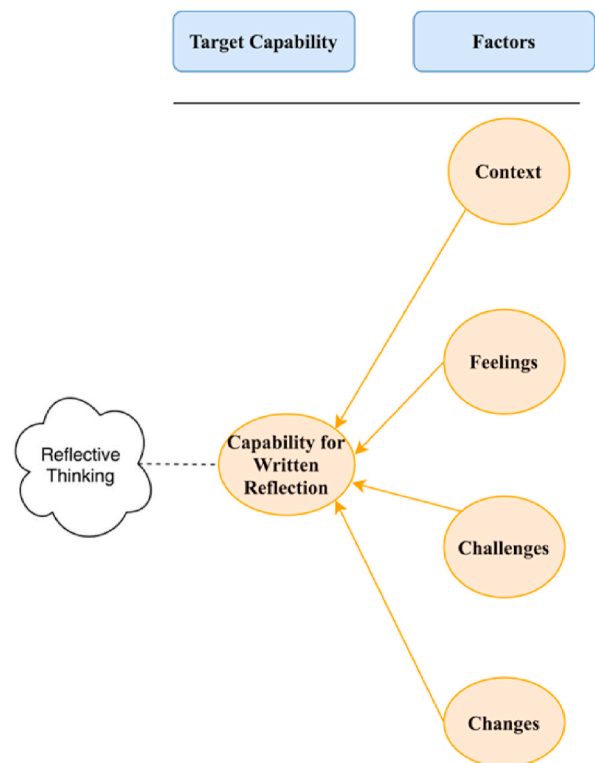 Target Capability
Factors
Context
Feelings
Reflective
Thinking
Capability for
Written
Reflection
Challenges
Changes